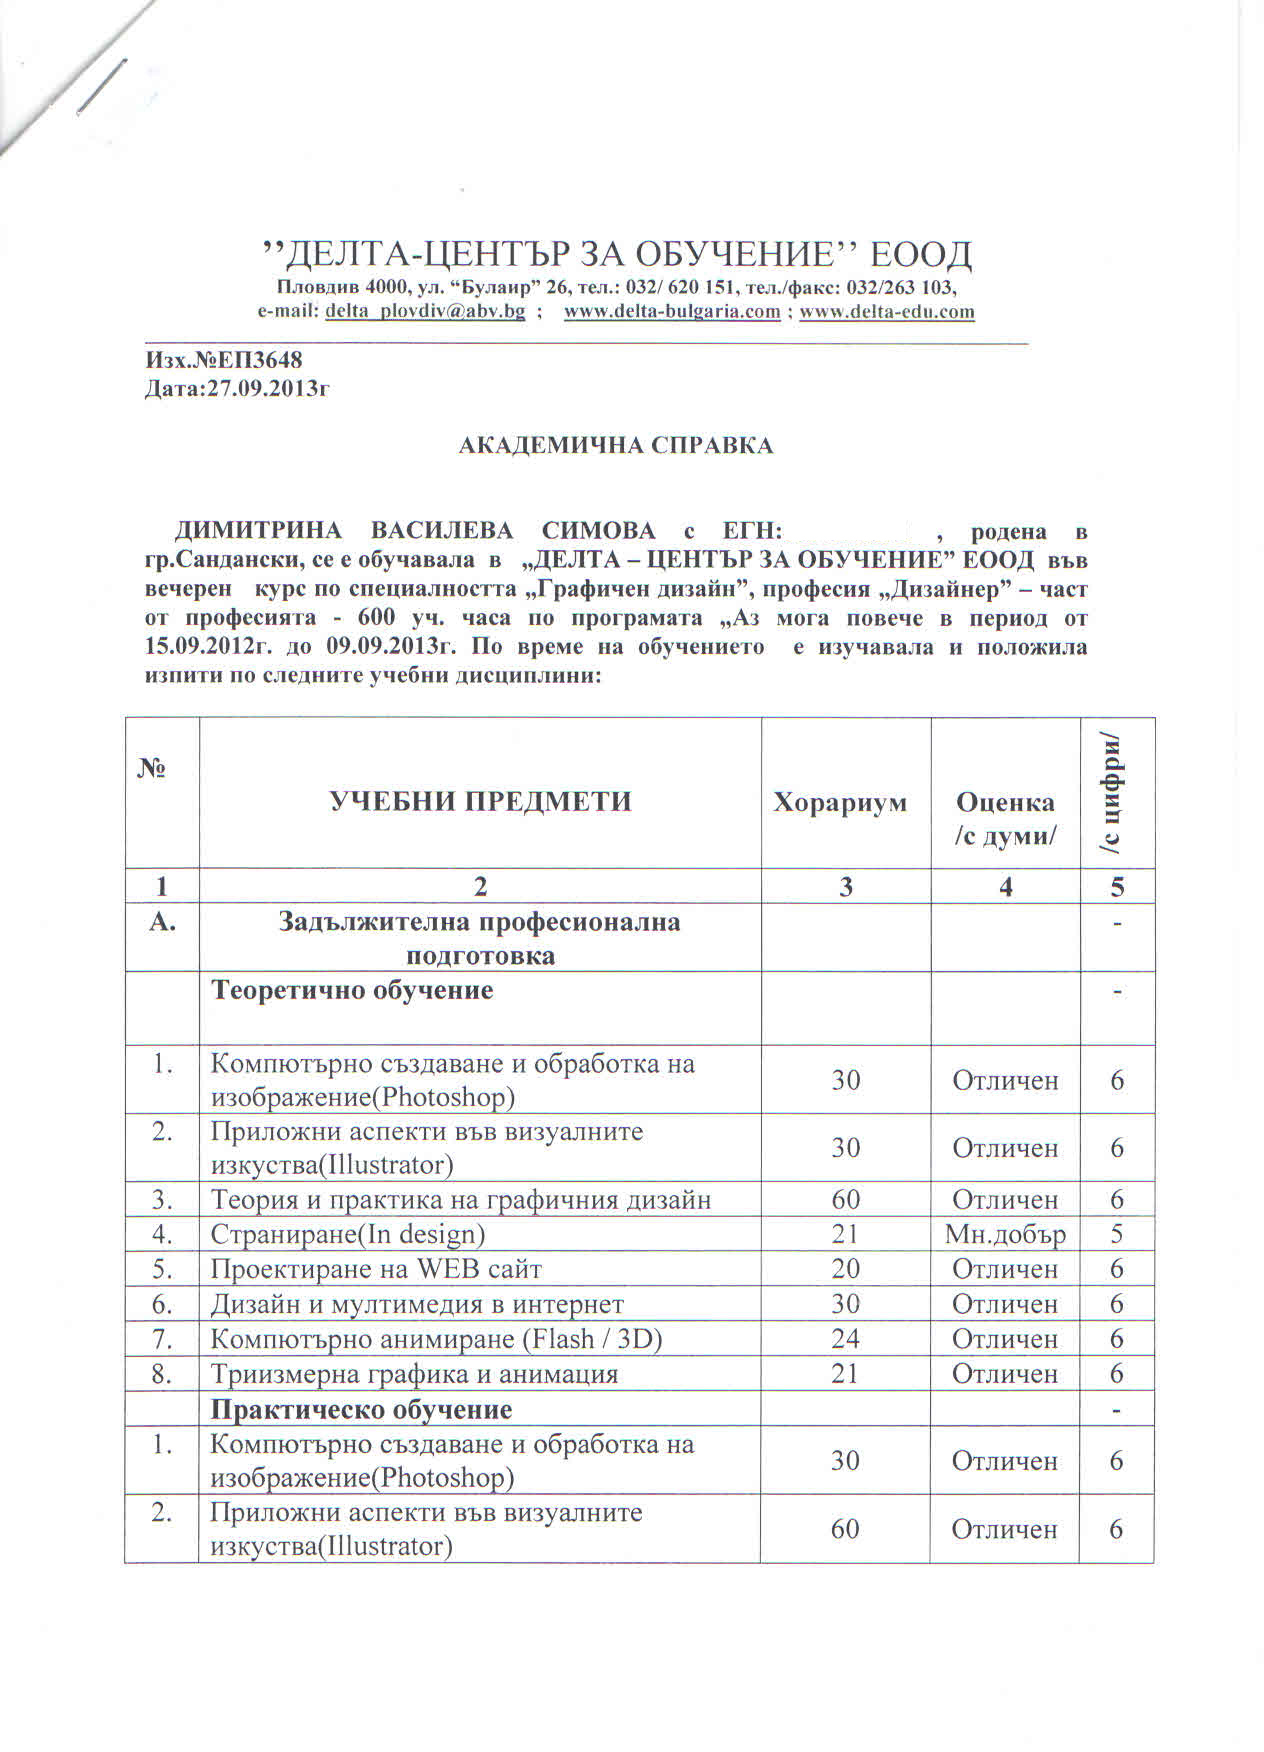 ’’ДЕЛТА-ЦЕНТЪР ЗА ОБУЧЕНИЕ’’ ЕООД
Пловдив 4000, ул. “Булаир” 26, тел.: 032/ 620 151, тел./факс: 032/263 103,
e-mail: delta_plovdiv@abv.bg ; www.delta-bulgaria.com ; www.delta-edu.com
Изх.№ЕП3648
Дата:27.09.2013г
АКАДЕМИЧНА СПРАВКА
ДИМИТРИНА ВАСИЛЕВА СИМОВА с ЕГН: , родена в
гр.Сандански, се е обучавала в „ДЕЛТА – ЦЕНТЪР ЗА ОБУЧЕНИЕ” ЕООД във
вечерен курс по специалността „Графичен дизайн”, професия „Дизайнер” – част
от професията - 600 уч. часа по програмата „Аз мога повече в период от
15.09.2012г. до 09.09.2013г. По време на обучението е изучавала и положила
изпити по следните учебни дисциплини:
№ УЧЕБНИ ПРЕДМЕТИ Хорариум Оценка /с думи/ /с цифри/
1 2 3 4 5
А. Задължителна професионална -
подготовка
Теоретично обучение -
1. Компютърно създаване и обработка на
изображение(Photoshop) 30 Отличен 6
2. Приложни аспекти във визуалните
изкуства(Illustrator) 30 Отличен 6
3. Теория и практика на графичния дизайн 60 Отличен 6
4. Страниране(In design) 21 Мн.добър 5
5. Проектиране на WEB сайт 20 Отличен 6
6. Дизайн и мултимедия в интернет 30 Отличен 6
7. Компютърно анимиране (Flash / 3D) 24 Отличен 6
8. Триизмерна графика и анимация 21 Отличен 6
Практическо обучение -
1. Компютърно създаване и обработка на
изображение(Photoshop) 30 Отличен 6
2. Приложни аспекти във визуалните
изкуства(Illustrator) 60 Отличен 6